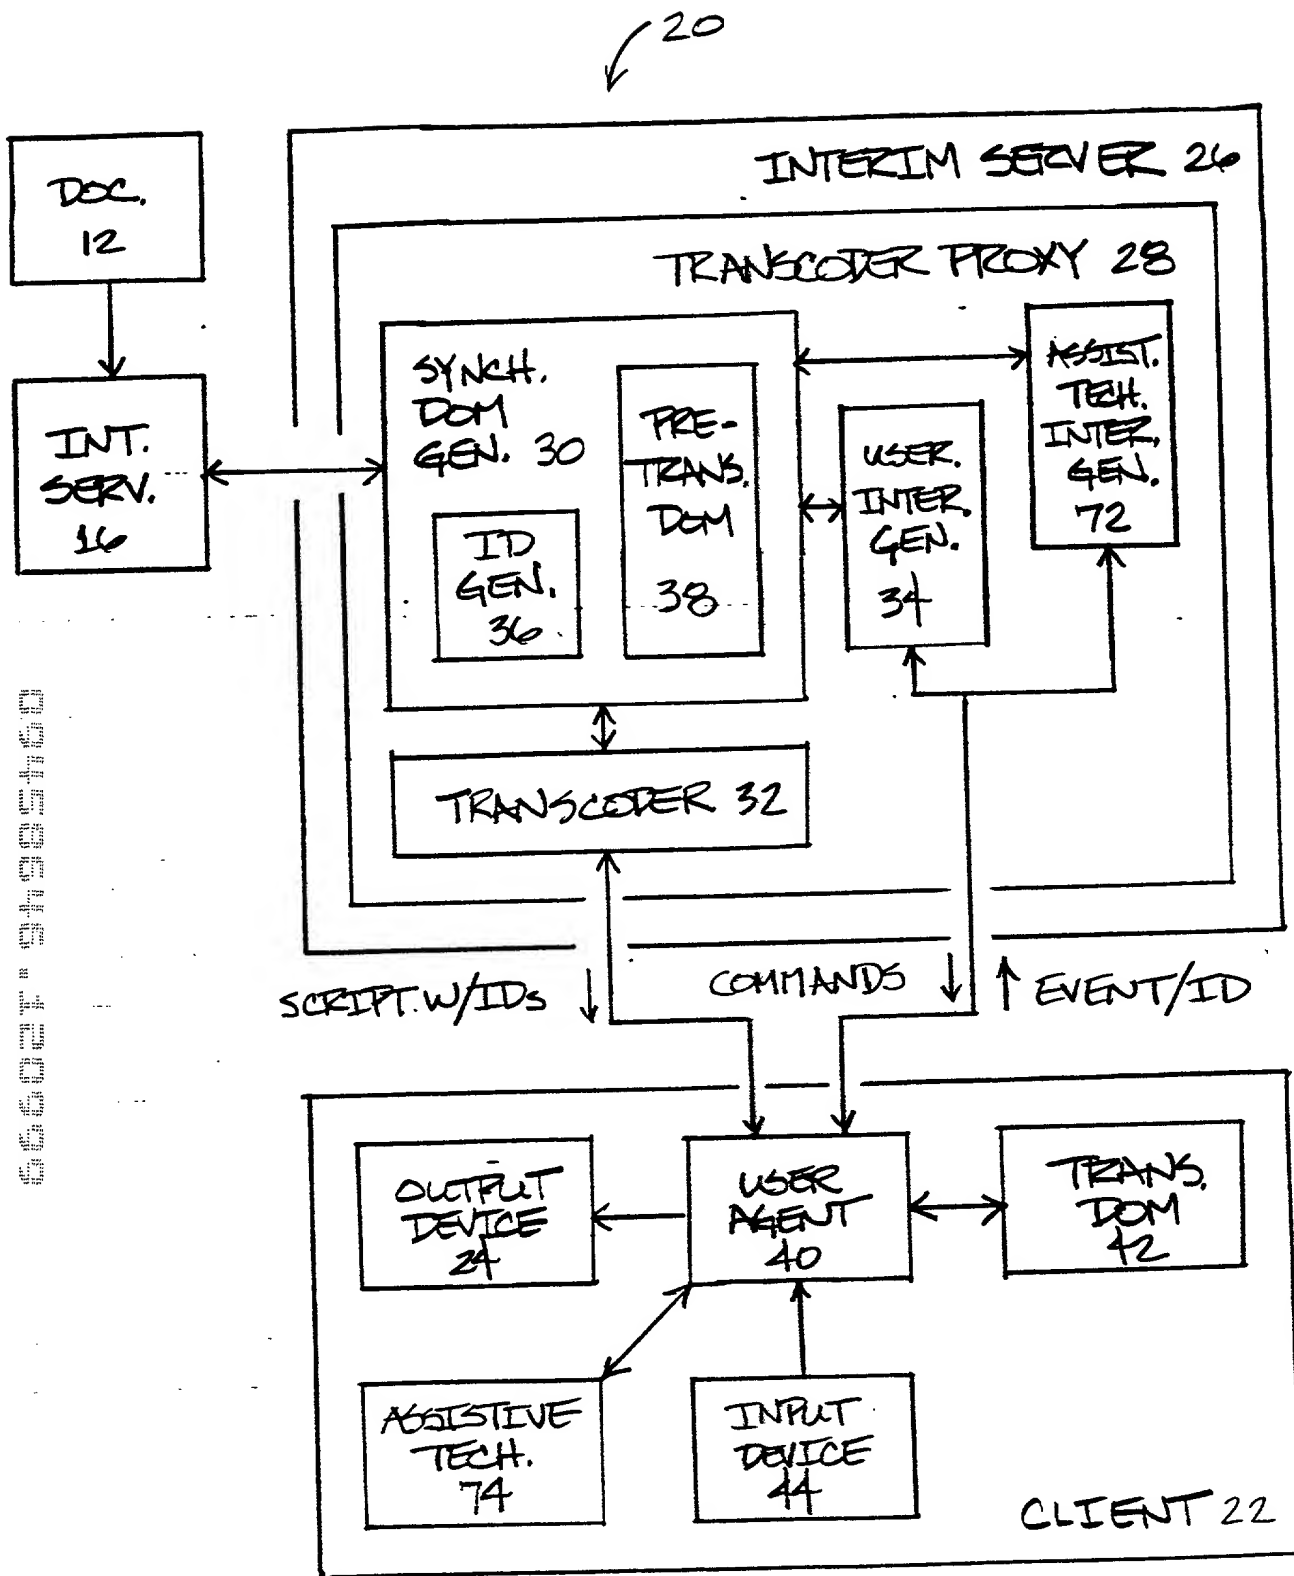 20
INTERIM SERVER 26
DOC.
12
TRANSCODER PROXY 28
SYNCH.
DOM
GEN. 30
PRE-
TRANS.
DOM
38
ASSIST.
TECH.
INTER.
GEN.
72
USER.
INTER.
GEN.
34
INT.
SERV.
16
ID
GEN.
36
TRANSCODER 32
SCRIPT. W/IDs
COMMANDS
EVENT/ID
OUTPUT
DEVICE
24
USER
AGENT
40
TRANS.
DOM
42
ASSISTIVE
TECH.
74
INPUT
DEVICE
44
CLIENT 22